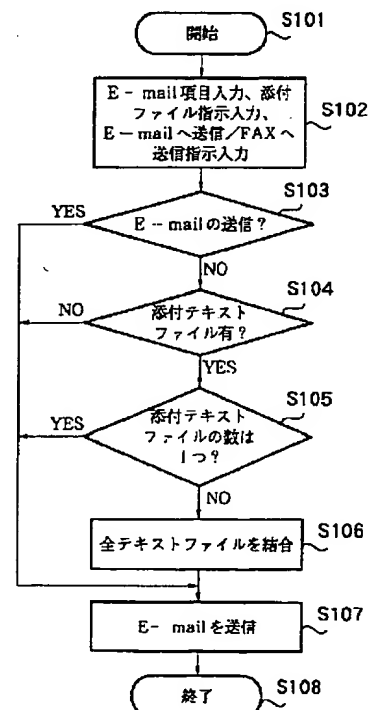 開始
S101
E-mail項目入力、添付
ファイル指示入力、
E-mailへ送信/FAXへ
送信指示入力
S102
S103
YES
E-mailの送信?
NO
S104
NO
添付テキスト
ファイル有?
YES
S105
YES
添付テキスト
ファイルの数は
1つ?
NO
S106
全テキストファイルを結合
S107
E-mailを送信
S108
終了